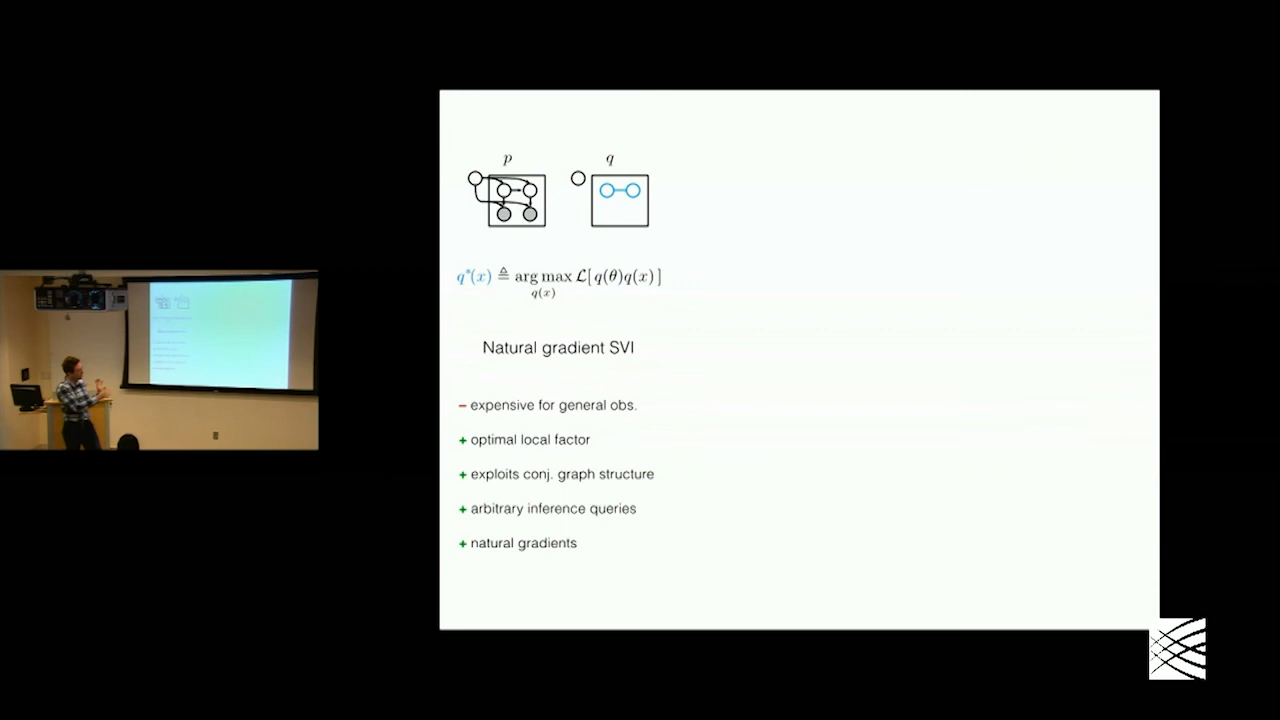 p q
q*(x) ≜ arg max L[ q(θ)q(x) ]
q(x)
Natural gradient SVI
– expensive for general obs.
+ optimal local factor
+ exploits conj. graph structure
+ arbitrary inference queries
+ natural gradients